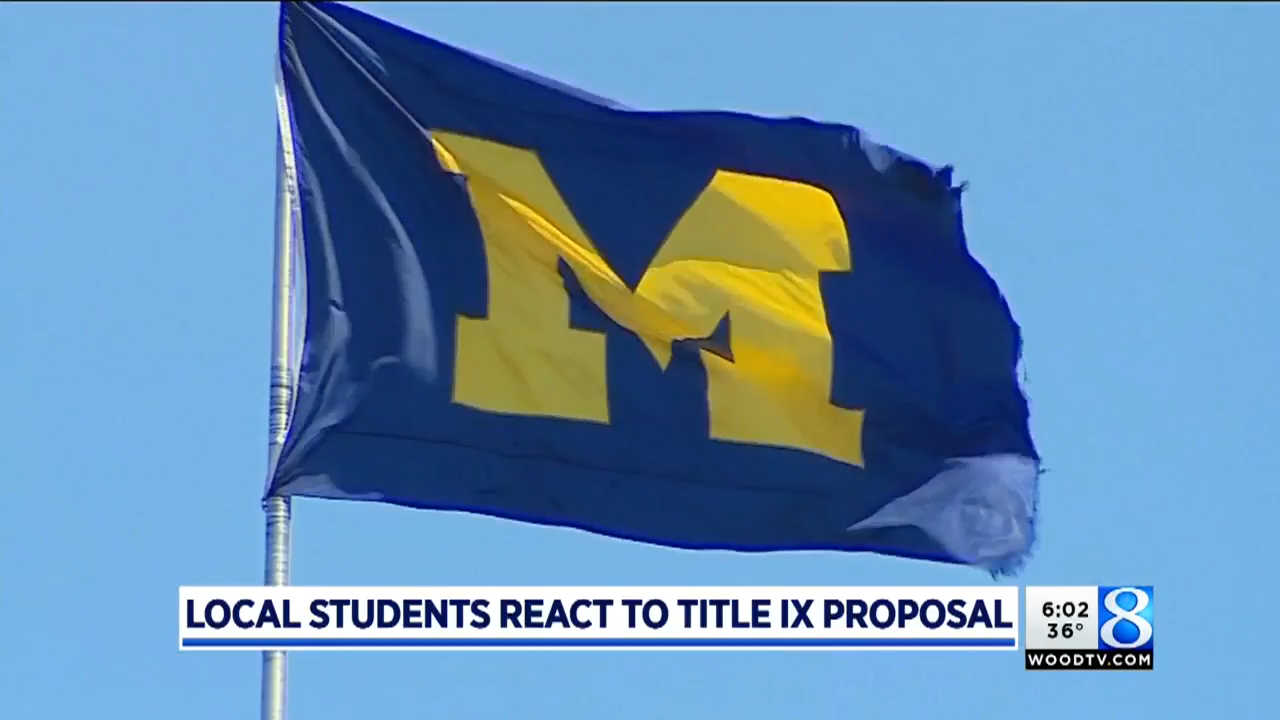 M
LOCAL STUDENTS REACT TO TITLE IX PROPOSAL
6:02
36°
8
WOODTV.COM